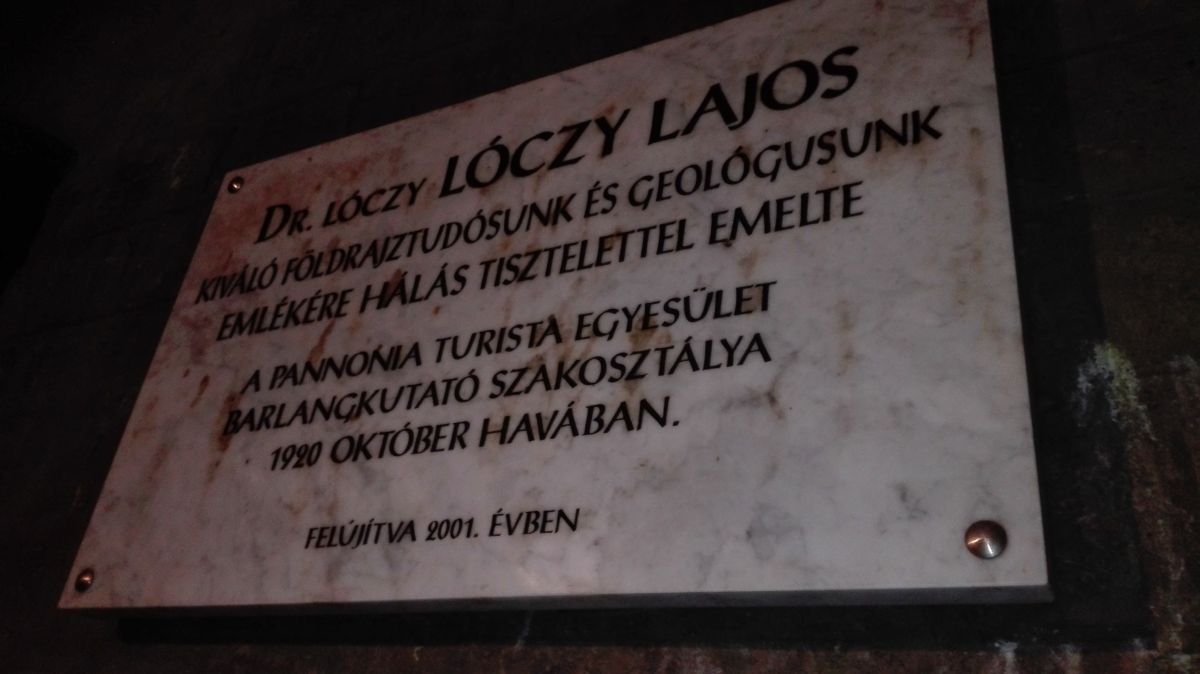 DR. LÓCZY LÓCZY LAJOS
KIVÁLÓ FÖLDRAJZTUDÓSUNK ÉS GEOLÓGUSUNK
EMLÉKÉRE HÁLÁS TISZTELETTEL EMELTE
A PANNONIA TURISTA EGYESÜLET
BARLANGKUTATÓ SZAKOSZTÁLYA
1920 OKTÓBER HAVÁBAN.
FELÚJÍTVA 2001. ÉVBEN